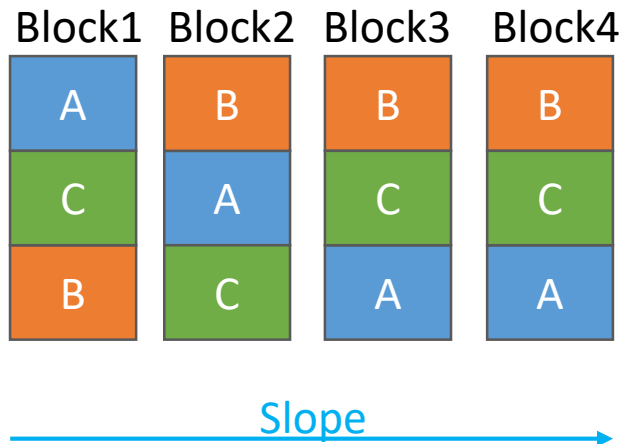 Block1 Block2 Block3 Block4
A B B B
C A C C
B C A A
Slope